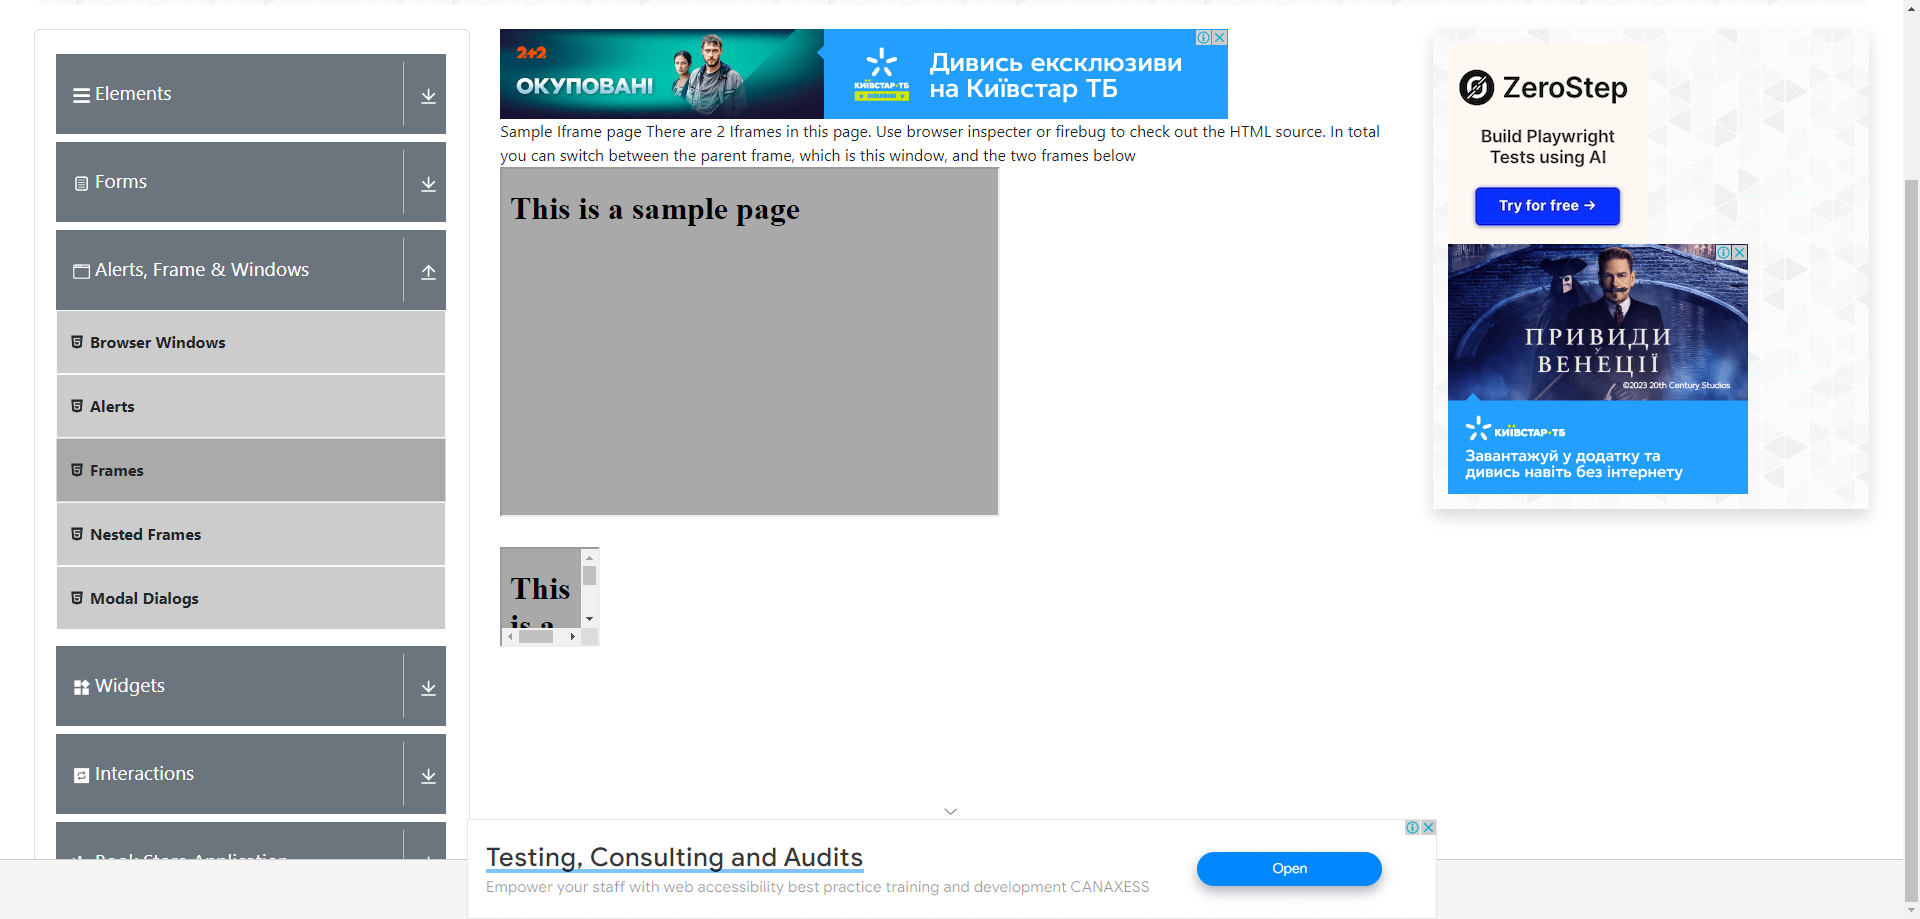 Elements
Forms
Alerts, Frame & Windows
Browser Windows
Alerts
Frames
Nested Frames
Modal Dialogs
Widgets
Interactions
Book Store Application
2+2
ОКУПОВАНІ
КИЇВСТАР·ТБ
Дивись ексклюзиви
на Київстар ТБ
Sample Iframe page There are 2 Iframes in this page. Use browser inspecter or firebug to check out the HTML source. In total
you can switch between the parent frame, which is this window, and the two frames below
This is a sample page
This
is a
ZeroStep
Build Playwright
Tests using AI
Try for free →
ПРИВИДИ
У
ВЕНЕЦІЇ
©2023 20th Century Studios
КИЇВСТАР·ТБ
Завантажуй у додатку та
дивись навіть без інтернету
Testing, Consulting and Audits
Empower your staff with web accessibility best practice training and development CANAXESS
Open